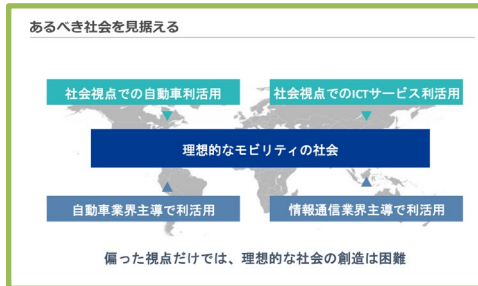 あるべき社会を見据える
社会視点での自動車利活用
社会視点でのICTサービス利活用
理想的なモビリティの社会
自動車業界主導で利活用
情報通信業界主導で利活用
偏った視点だけでは、理想的な社会の創造は困難